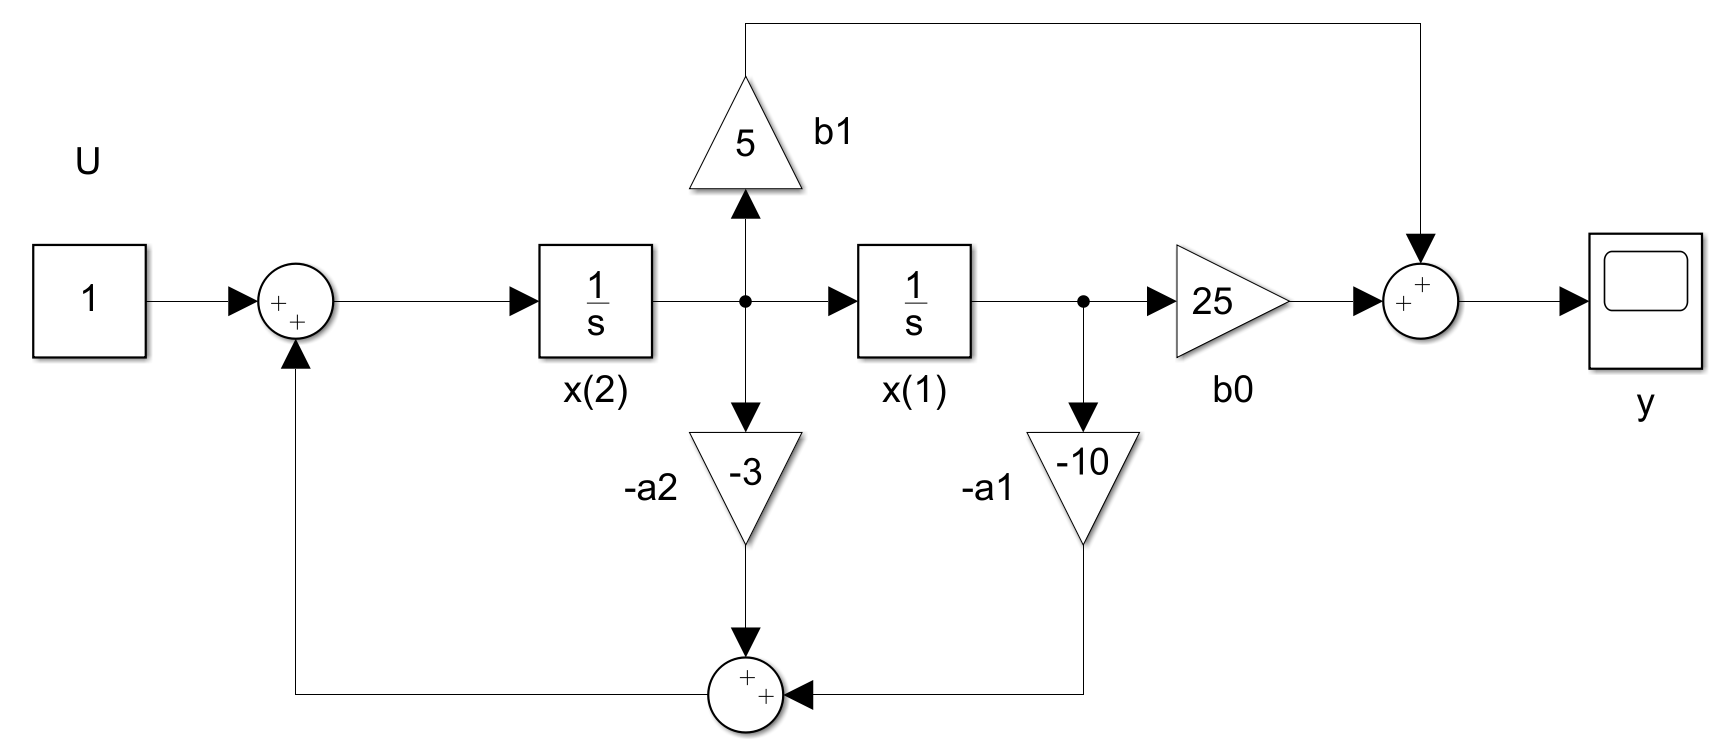 5
b1
U
1
+
+
1
s
x(2)
1
s
x(1)
25
b0
+
+
y
-3
-a2
-10
-a1
+
+